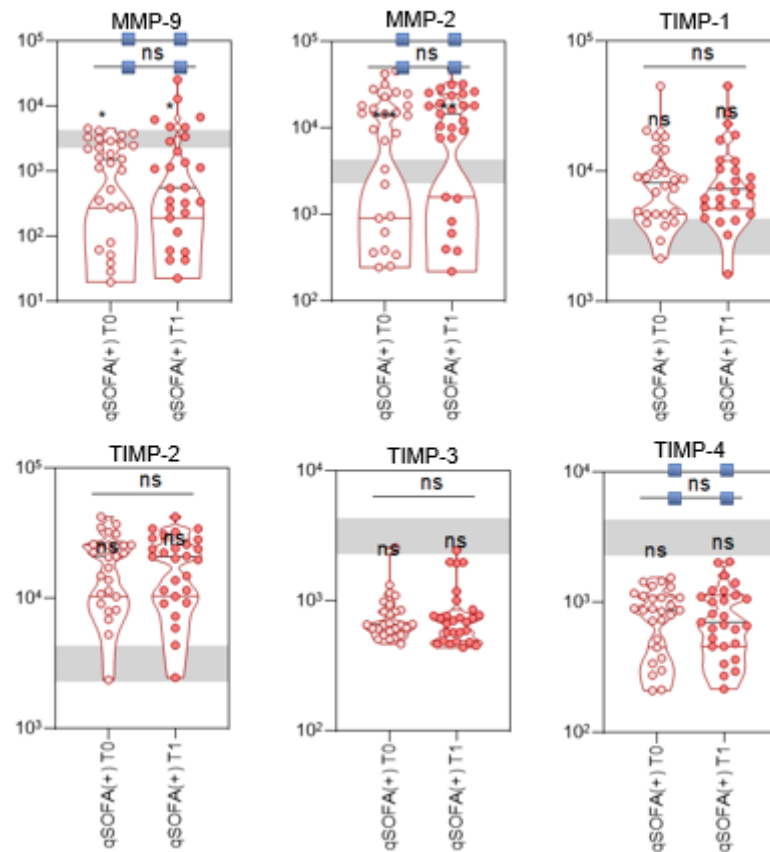 MMP-9
MMP-2
TIMP-1
10⁵
10⁴
10³
10²
10¹
ns
*
*
qSOFA(+) T0
qSOFA(+) T1
10⁵
10⁴
10³
10²
ns
***
**
qSOFA(+) T0
qSOFA(+) T1
10⁵
10⁴
10³
ns
ns
ns
qSOFA(+) T0
qSOFA(+) T1
TIMP-2
TIMP-3
TIMP-4
10⁵
10⁴
10³
ns
ns
ns
qSOFA(+) T0
qSOFA(+) T1
10⁴
10³
10²
ns
ns
ns
qSOFA(+) T0
qSOFA(+) T1
10⁴
10³
10²
ns
ns
ns
qSOFA(+) T0
qSOFA(+) T1